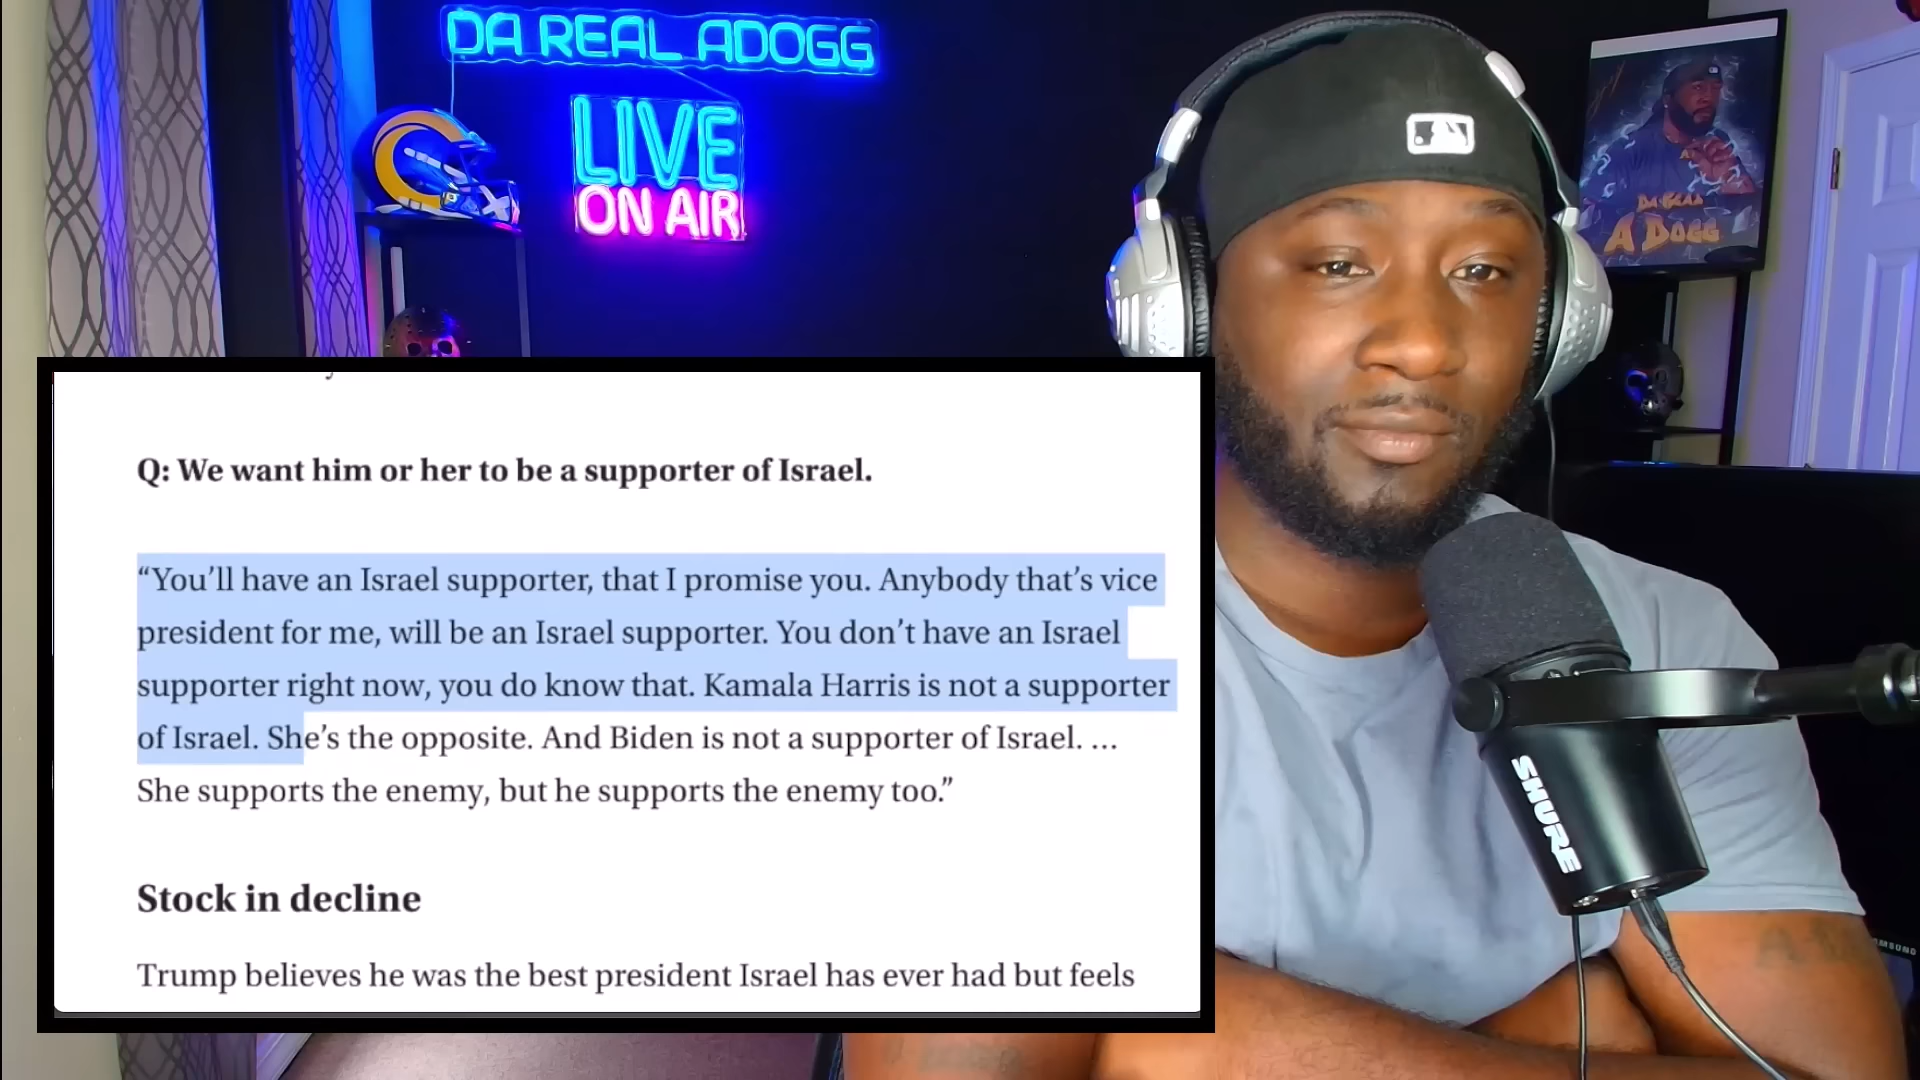 DA REAL ADOGG
LIVE
ON AIR
DA REAL
A DOGG
Q: We want him or her to be a supporter of Israel.
“You’ll have an Israel supporter, that I promise you. Anybody that’s vice
president for me, will be an Israel supporter. You don’t have an Israel
supporter right now, you do know that. Kamala Harris is not a supporter
of Israel. She’s the opposite. And Biden is not a supporter of Israel. …
She supports the enemy, but he supports the enemy too.”
Stock in decline
Trump believes he was the best president Israel has ever had but feels
SHURE
SAMSUNG